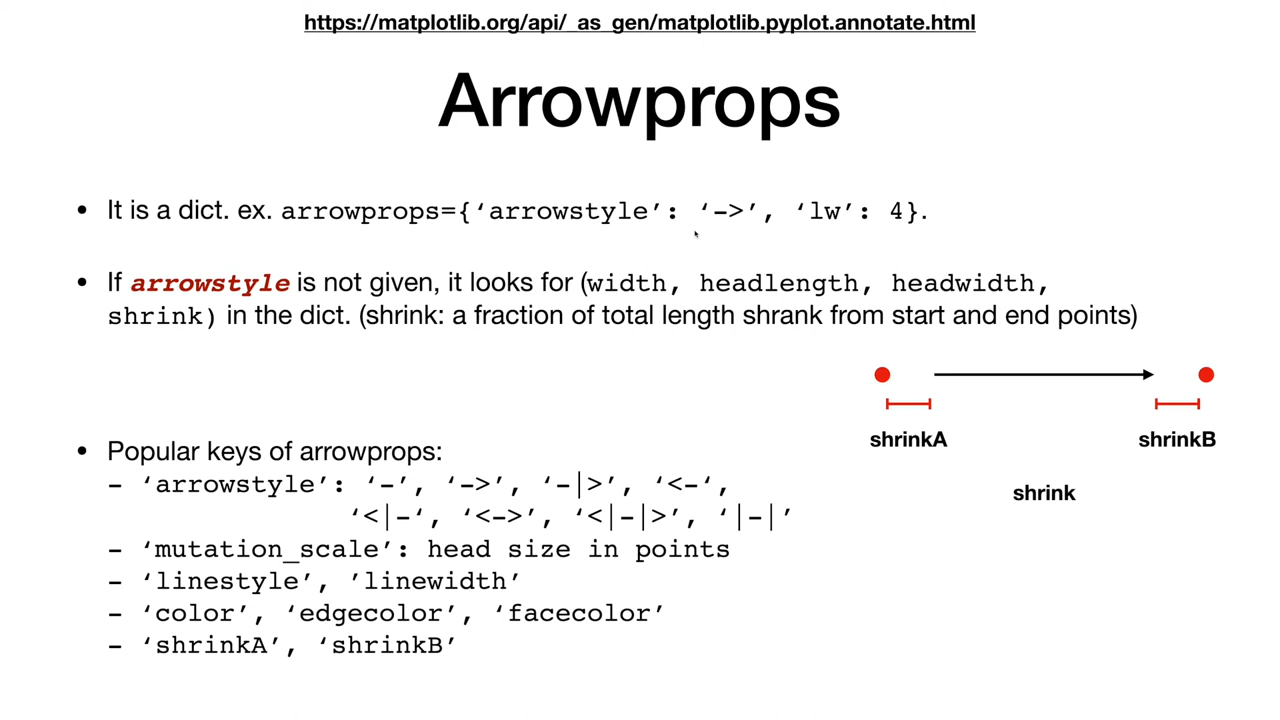 https://matplotlib.org/api/_as_gen/matplotlib.pyplot.annotate.html
Arrowprops
• It is a dict. ex. arrowprops={‘arrowstyle’: ‘->’, ‘lw’: 4}.
• If arrowstyle is not given, it looks for (width, headlength, headwidth,
shrink) in the dict. (shrink: a fraction of total length shrank from start and end points)
shrinkA
shrinkB
shrink
• Popular keys of arrowprops:
– ‘arrowstyle’: ‘-’, ‘->’, ‘-|>’, ‘<-‘,
‘<|-‘, ‘<->’, ‘<|-|>’, ‘|-|’
– ‘mutation_scale’: head size in points
– ‘linestyle’, ’linewidth’
– ‘color’, ‘edgecolor’, ‘facecolor’
– ‘shrinkA’, ‘shrinkB’